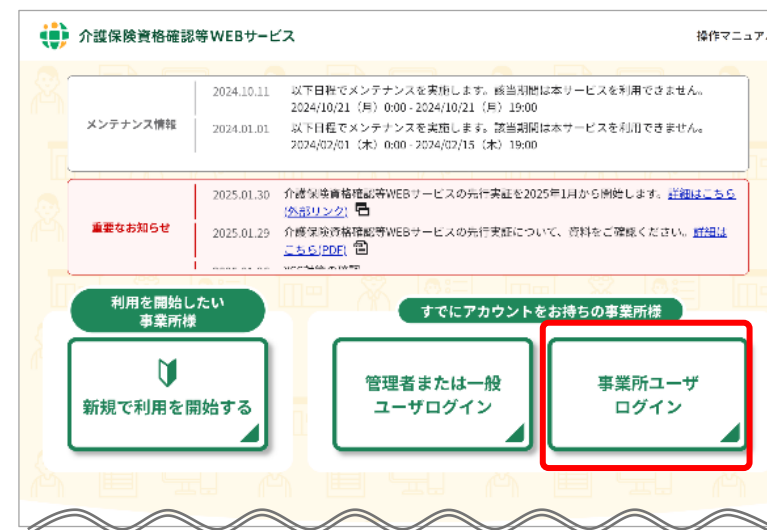 介護保険資格確認等WEBサービス
操作マニュア
メンテナンス情報
2024.10.11 以下日程でメンテナンスを実施します。該当期間は本サービスを利用できません。
2024/10/21（月）0:00 - 2024/10/21（月）19:00
2024.01.01 以下日程でメンテナンスを実施します。該当期間は本サービスを利用できません。
2024/02/01（木）0:00 - 2024/02/15（木）19:00
重要なお知らせ
2025.01.30 介護保険資格確認等WEBサービスの先行実証を2025年1月から開始します。詳細はこちら
(外部リンク)
2025.01.29 介護保険資格確認等WEBサービスの先行実証について、資料をご確認ください。詳細は
こちら(PDF)
利用を開始したい
事業所様
新規で利用を開始する
すでにアカウントをお持ちの事業所様
管理者または一般
ユーザログイン
事業所ユーザ
ログイン